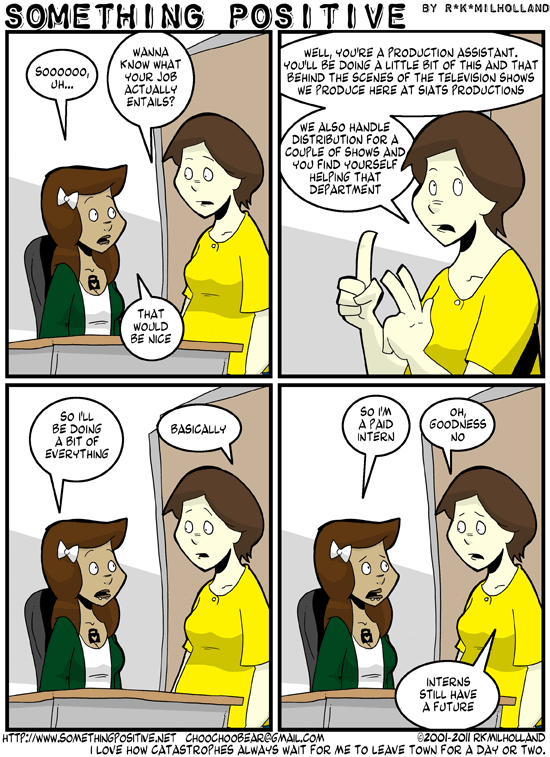 SOMETHING POSITIVE BY R*K*MILHOLLAND
SOOOOOO,
UH...
WANNA
KNOW WHAT
YOUR JOB
ACTUALLY
ENTAILS?
THAT
WOULD
BE NICE
WELL, YOU'RE A PRODUCTION ASSISTANT.
YOU'LL BE DOING A LITTLE BIT OF THIS AND THAT
BEHIND THE SCENES OF THE TELEVISION SHOWS
WE PRODUCE HERE AT SIATS PRODUCTIONS
WE ALSO HANDLE
DISTRIBUTION FOR A
COUPLE OF SHOWS AND
YOU FIND YOURSELF
HELPING THAT
DEPARTMENT
SO I'LL
BE DOING
A BIT OF
EVERYTHING
BASICALLY
SO I'M
A PAID
INTERN
OH,
GOODNESS
NO
INTERNS
STILL HAVE
A FUTURE
HTTP://WWW.SOMETHINGPOSITIVE.NET CHOOCHOOBEAR@GMAIL.COM ©2001-2011 RKMILHOLLAND
I LOVE HOW CATASTROPHES ALWAYS WAIT FOR ME TO LEAVE TOWN FOR A DAY OR TWO.